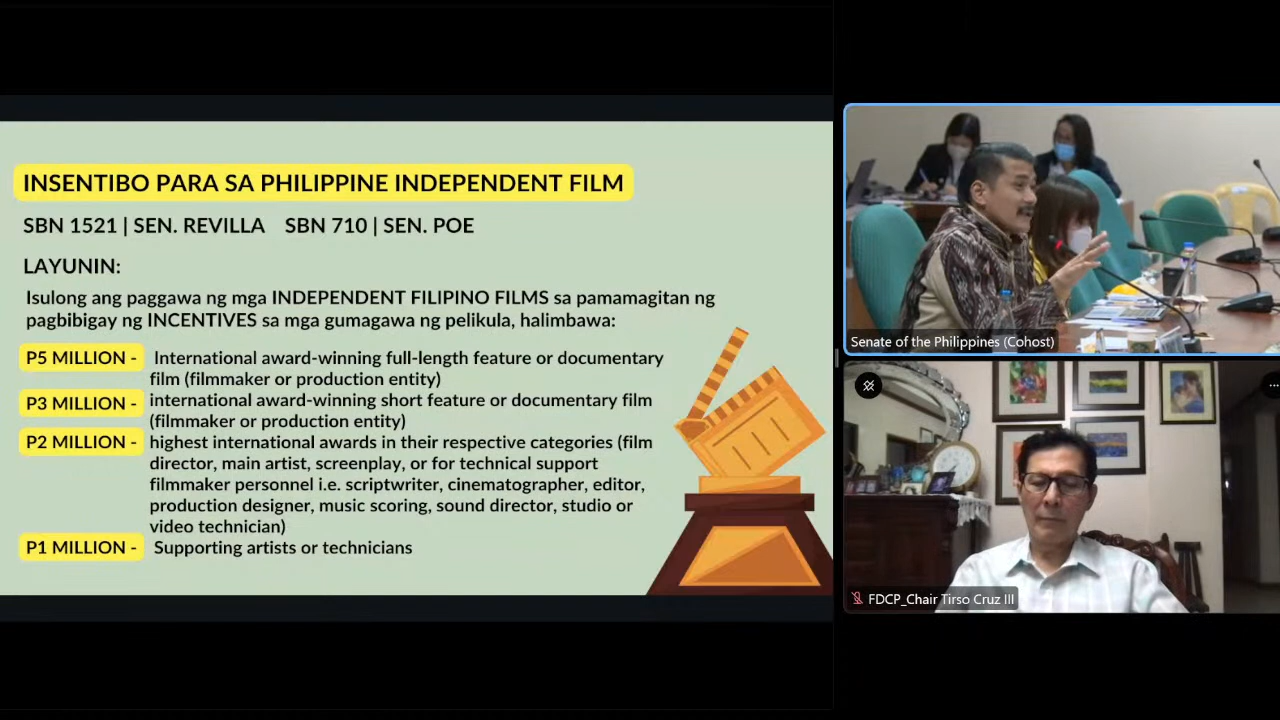 INSENTIBO PARA SA PHILIPPINE INDEPENDENT FILM
SBN 1521 | SEN. REVILLA SBN 710 | SEN. POE
LAYUNIN:
Isulong ang paggawa ng mga INDEPENDENT FILIPINO FILMS sa pamamagitan ng
pagbibigay ng INCENTIVES sa mga gumagawa ng pelikula, halimbawa:
P5 MILLION - International award-winning full-length feature or documentary
film (filmmaker or production entity)
P3 MILLION - international award-winning short feature or documentary film
(filmmaker or production entity)
P2 MILLION - highest international awards in their respective categories (film
director, main artist, screenplay, or for technical support
filmmaker personnel i.e. scriptwriter, cinematographer, editor,
production designer, music scoring, sound director, studio or
video technician)
P1 MILLION - Supporting artists or technicians
Senate of the Philippines (Cohost)
FDCP_Chair Tirso Cruz III